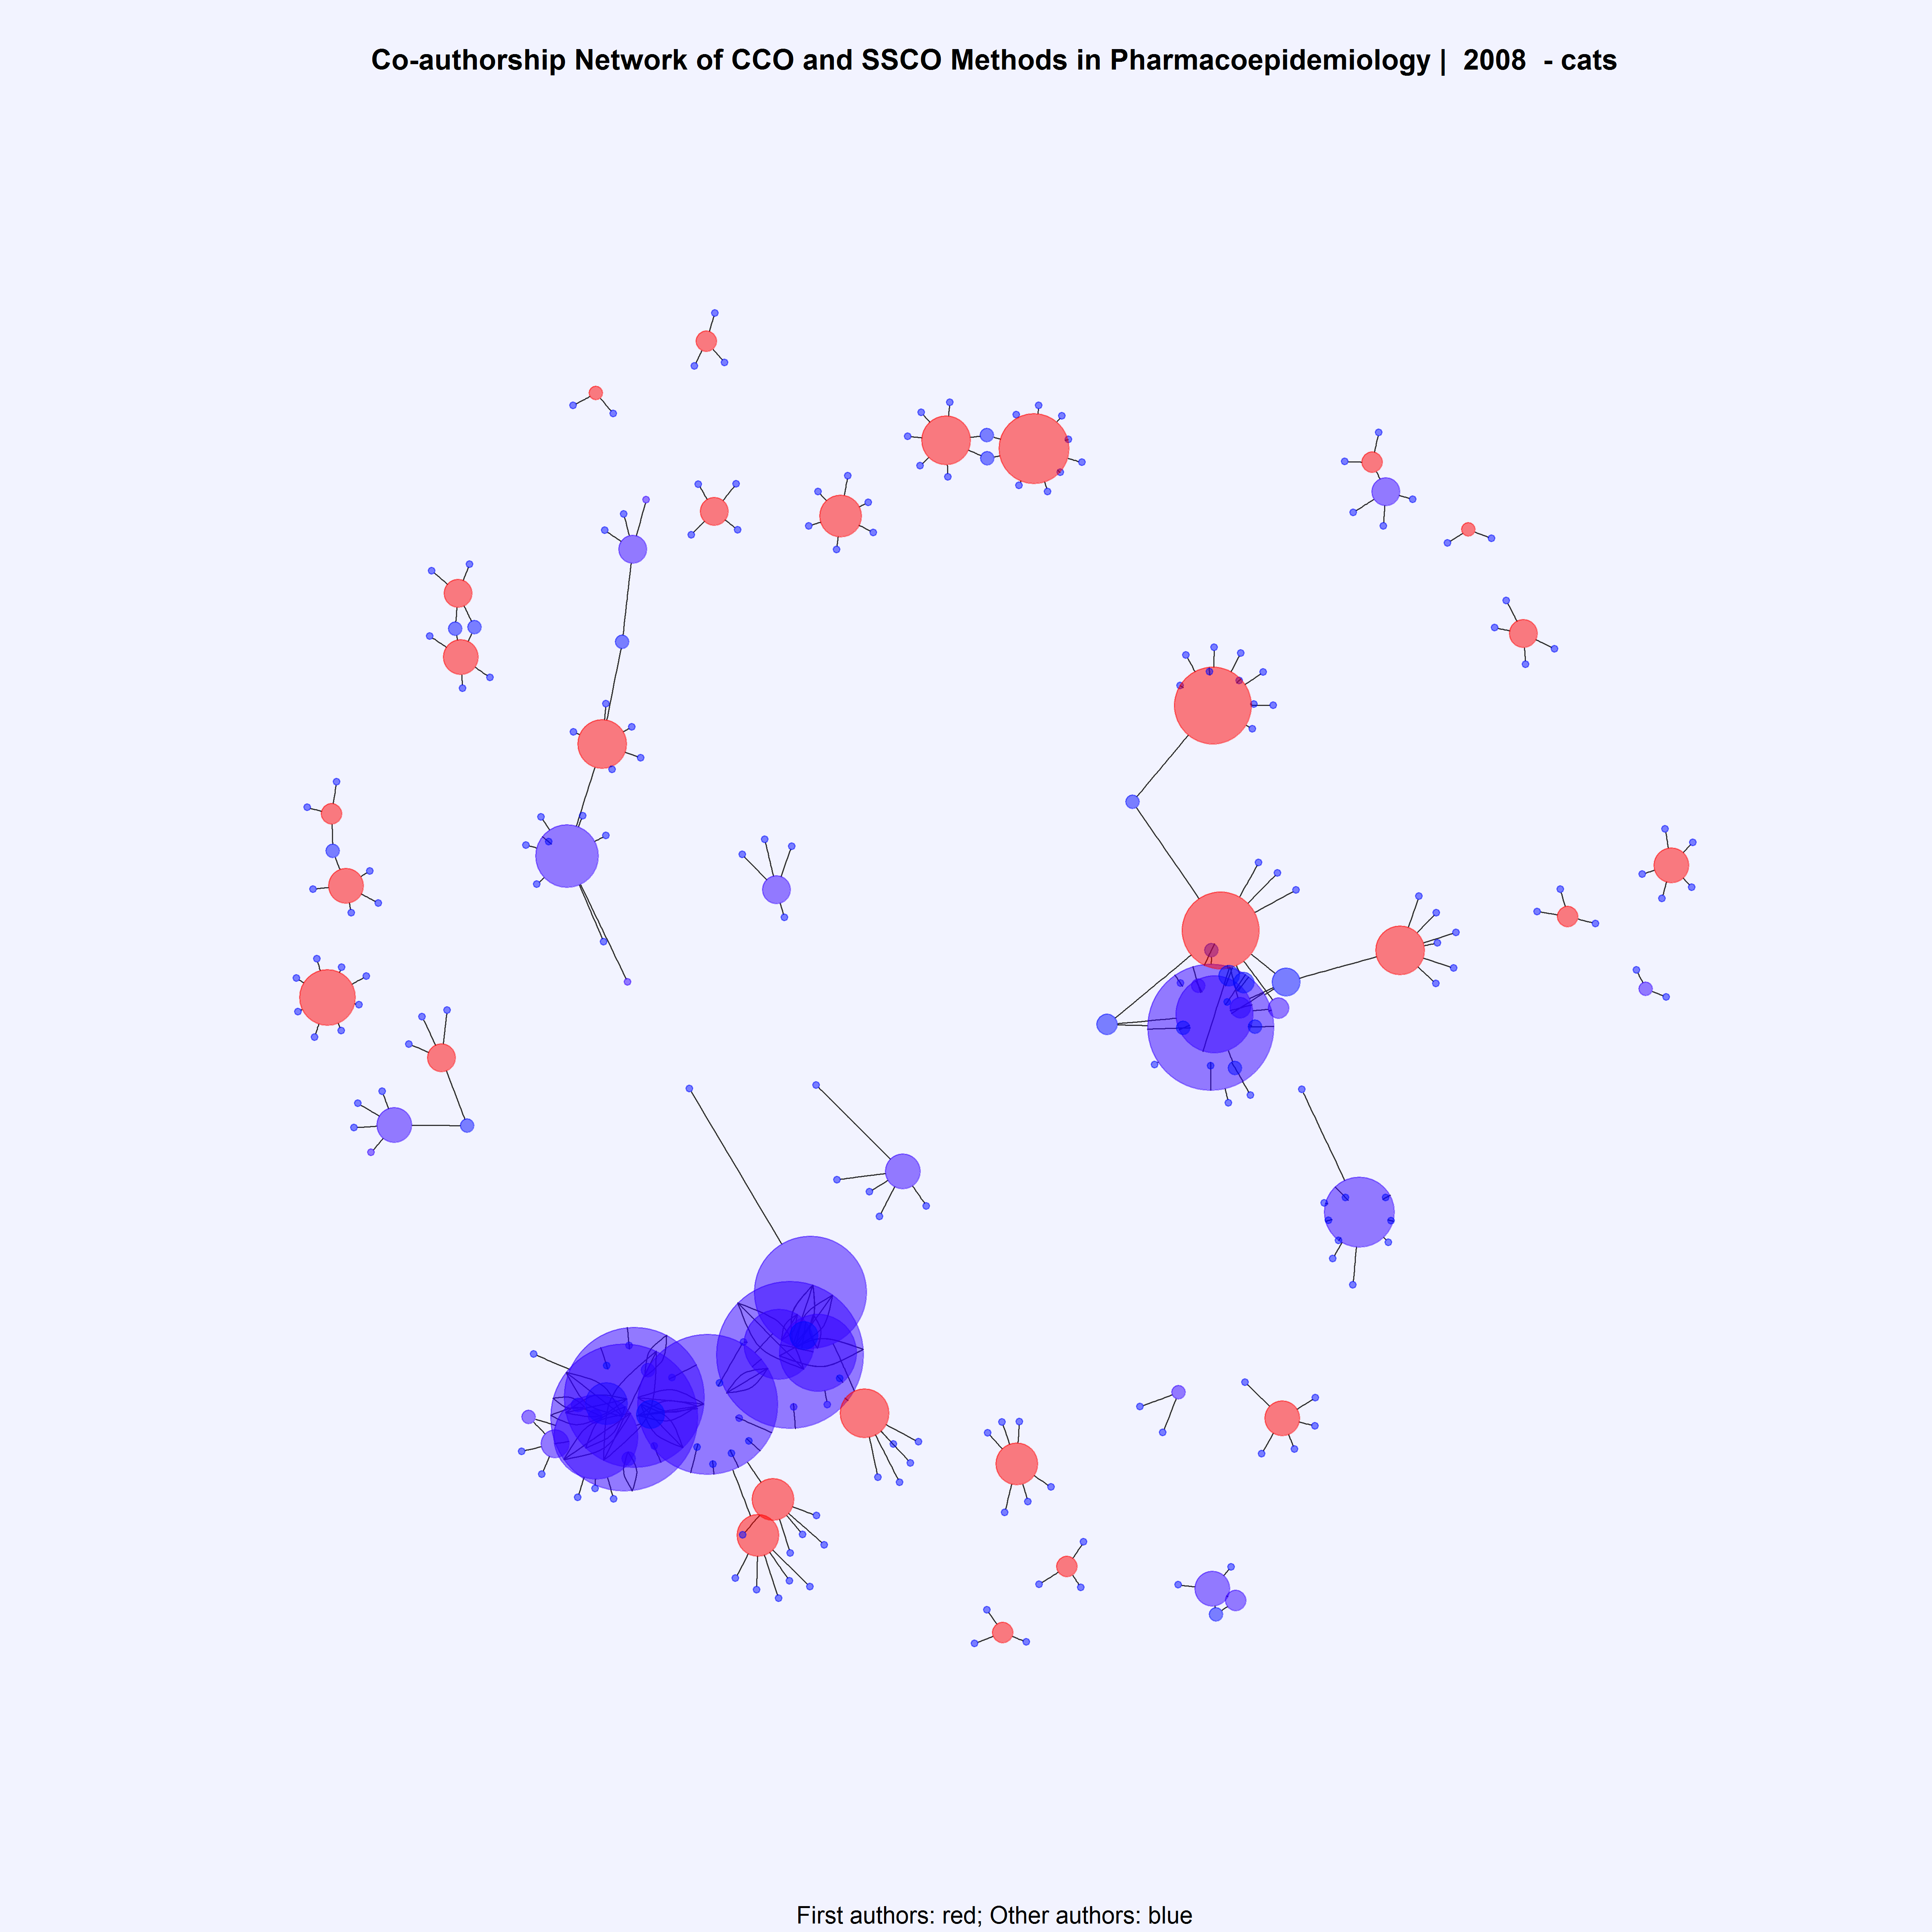 Co-authorship Network of CCO and SSCO Methods in Pharmacoepidemiology |  2008  - cats
First authors: red; Other authors: blue